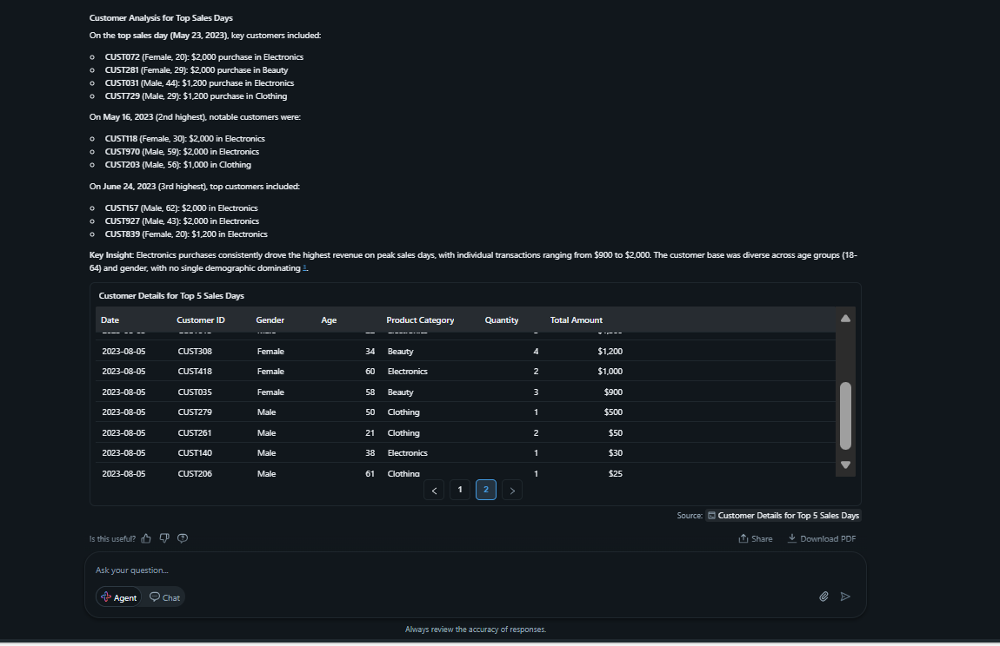 Customer Analysis for Top Sales Days
On the top sales day (May 23, 2023), key customers included:
CUST072 (Female, 20): $2,000 purchase in Electronics
CUST281 (Female, 29): $2,000 purchase in Beauty
CUST031 (Male, 44): $1,200 purchase in Electronics
CUST729 (Male, 29): $1,200 purchase in Clothing
On May 16, 2023 (2nd highest), notable customers were:
CUST118 (Female, 30): $2,000 in Electronics
CUST970 (Male, 59): $2,000 in Electronics
CUST203 (Male, 56): $1,000 in Clothing
On June 24, 2023 (3rd highest), top customers included:
CUST157 (Male, 62): $2,000 in Electronics
CUST927 (Male, 43): $2,000 in Electronics
CUST839 (Female, 20): $1,200 in Electronics
Key Insight: Electronics purchases consistently drove the highest revenue on peak sales days, with individual transactions ranging from $900 to $2,000. The customer base was diverse across age groups (18-
64) and gender, with no single demographic dominating
Customer Details for Top 5 Sales Days
Date Customer ID Gender Age Product Category Quantity Total Amount
2023-08-05 CUST308 Female 34 Beauty 4 $1,200
2023-08-05 CUST418 Female 60 Electronics 2 $1,000
2023-08-05 CUST035 Female 58 Beauty 3 $900
2023-08-05 CUST279 Male 50 Clothing 1 $500
2023-08-05 CUST261 Male 21 Clothing 2 $50
2023-08-05 CUST140 Male 38 Electronics 1 $30
2023-08-05 CUST206 Male 61 Clothing 1 $25
< 1 2 >
Source: Customer Details for Top 5 Sales Days
Is this useful? Share Download PDF
Ask your question...
Agent Chat
Always review the accuracy of responses.